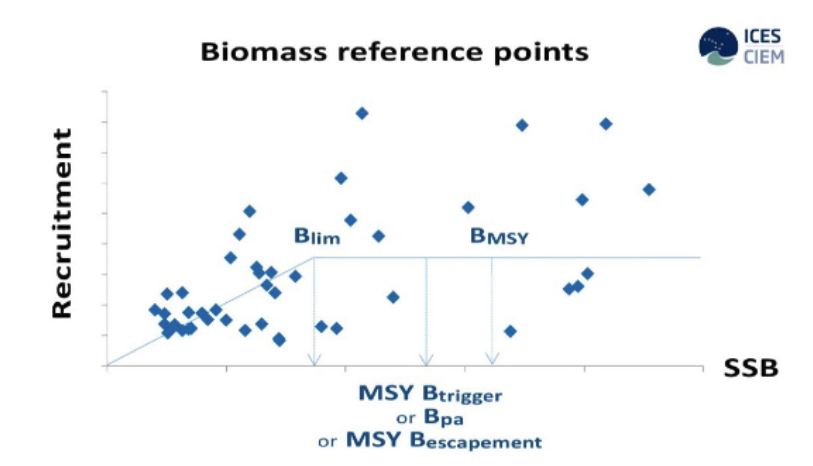 ICES
CIEM
Biomass reference points
Recruitment
Blim
BMSY
SSB
MSY Btrigger
or Bpa
or MSY Bescapement